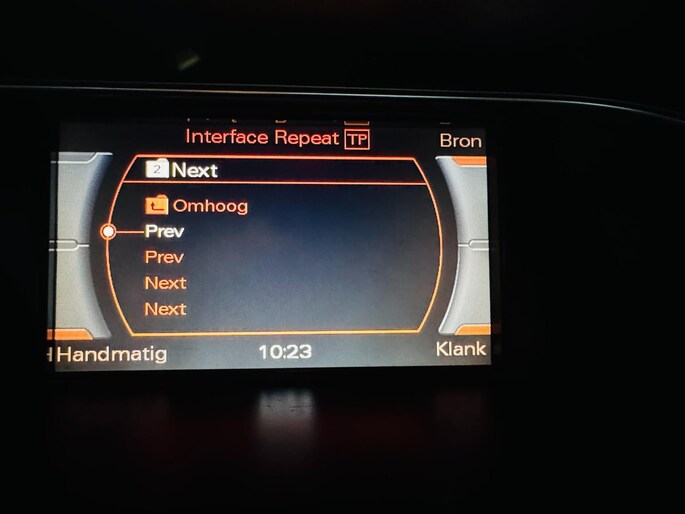 Interface Repeat TP
Bron
2 Next
Omhoog
Prev
Prev
Next
Next
Handmatig
10:23
Klank